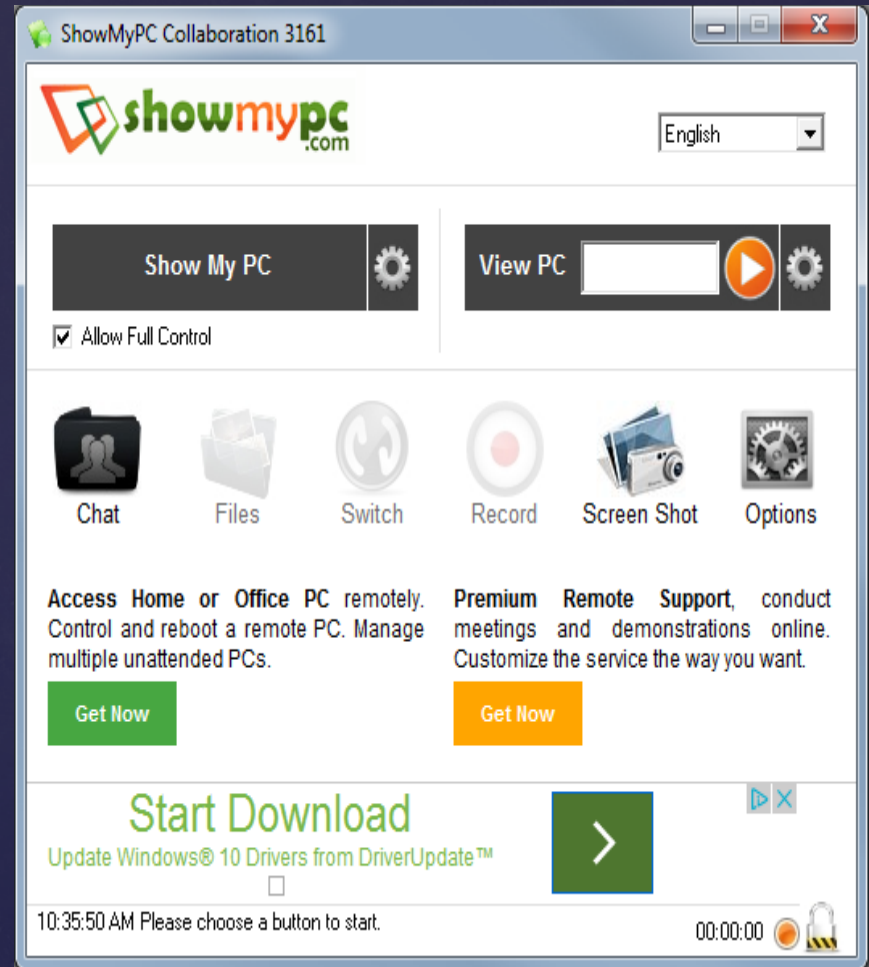 ShowMyPC Collaboration 3161
showmypc
.com
English
Show My PC
View PC
Allow Full Control
Chat
Files
Switch
Record
Screen Shot
Options
Access Home or Office PC remotely.
Control and reboot a remote PC. Manage
multiple unattended PCs.
Get Now
Premium Remote Support, conduct
meetings and demonstrations online.
Customize the service the way you want.
Get Now
Start Download
Update Windows® 10 Drivers from DriverUpdate™
10:35:50 AM Please choose a button to start.
00:00:00